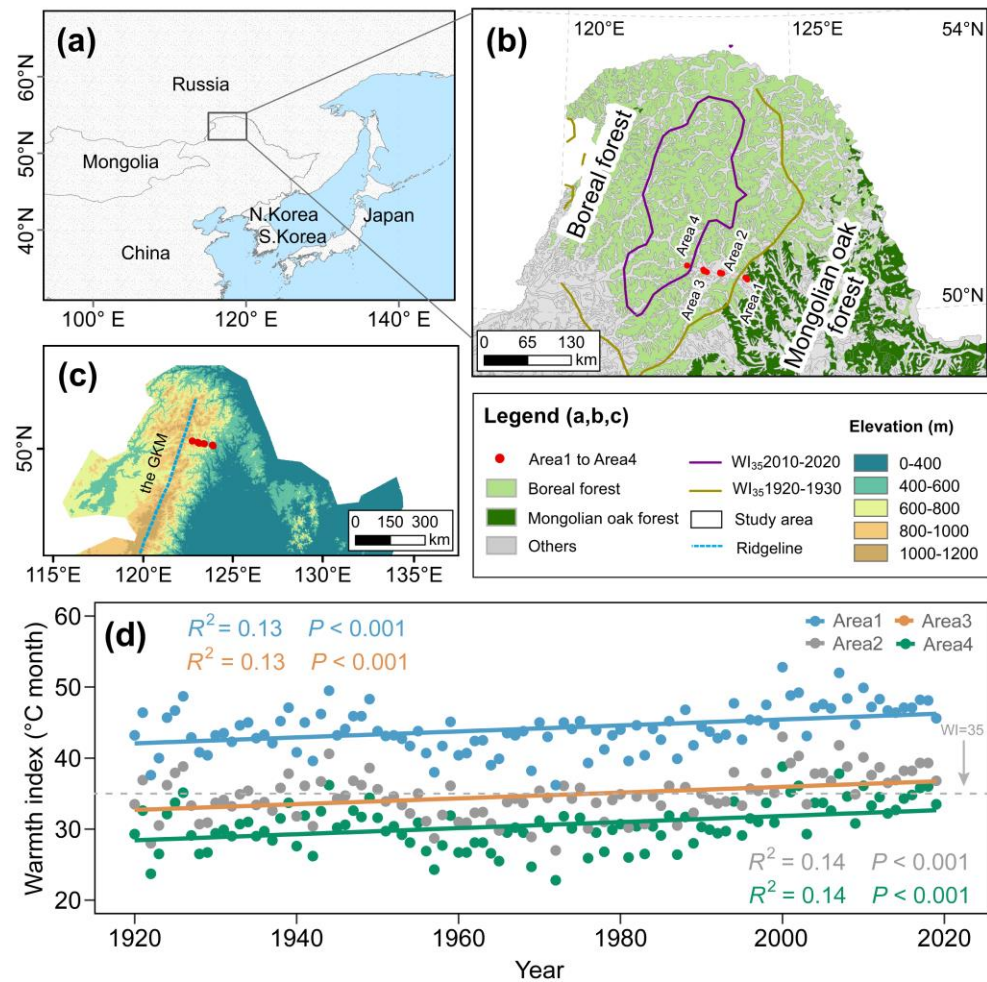 (a)
Russia
Mongolia
N.Korea
S.Korea
Japan
China
60°N
50°N
40°N
100° E
120°E
140° E
(b)
120°E
125°E
54°N
50°N
Boreal forest
Mongolian oak
forest
Area 4
Area 2
Area 3
Area 1
0 65 130
km
(c)
50°N
the GKM
0 150 300
km
115°E 120°E 125°E 130°E 135°E
Legend (a,b,c)
Area1 to Area4
Boreal forest
Mongolian oak forest
Others
WI₃₅2010-2020
WI₃₅1920-1930
Study area
Ridgeline
Elevation (m)
0-400
400-600
600-800
800-1000
1000-1200
(d)
R² = 0.13 P < 0.001
R² = 0.13 P < 0.001
Area1 Area3
Area2 Area4
WI=35
R² = 0.14 P < 0.001
R² = 0.14 P < 0.001
Warmth index (°C month)
60
50
40
30
20
1920 1940 1960 1980 2000 2020
Year